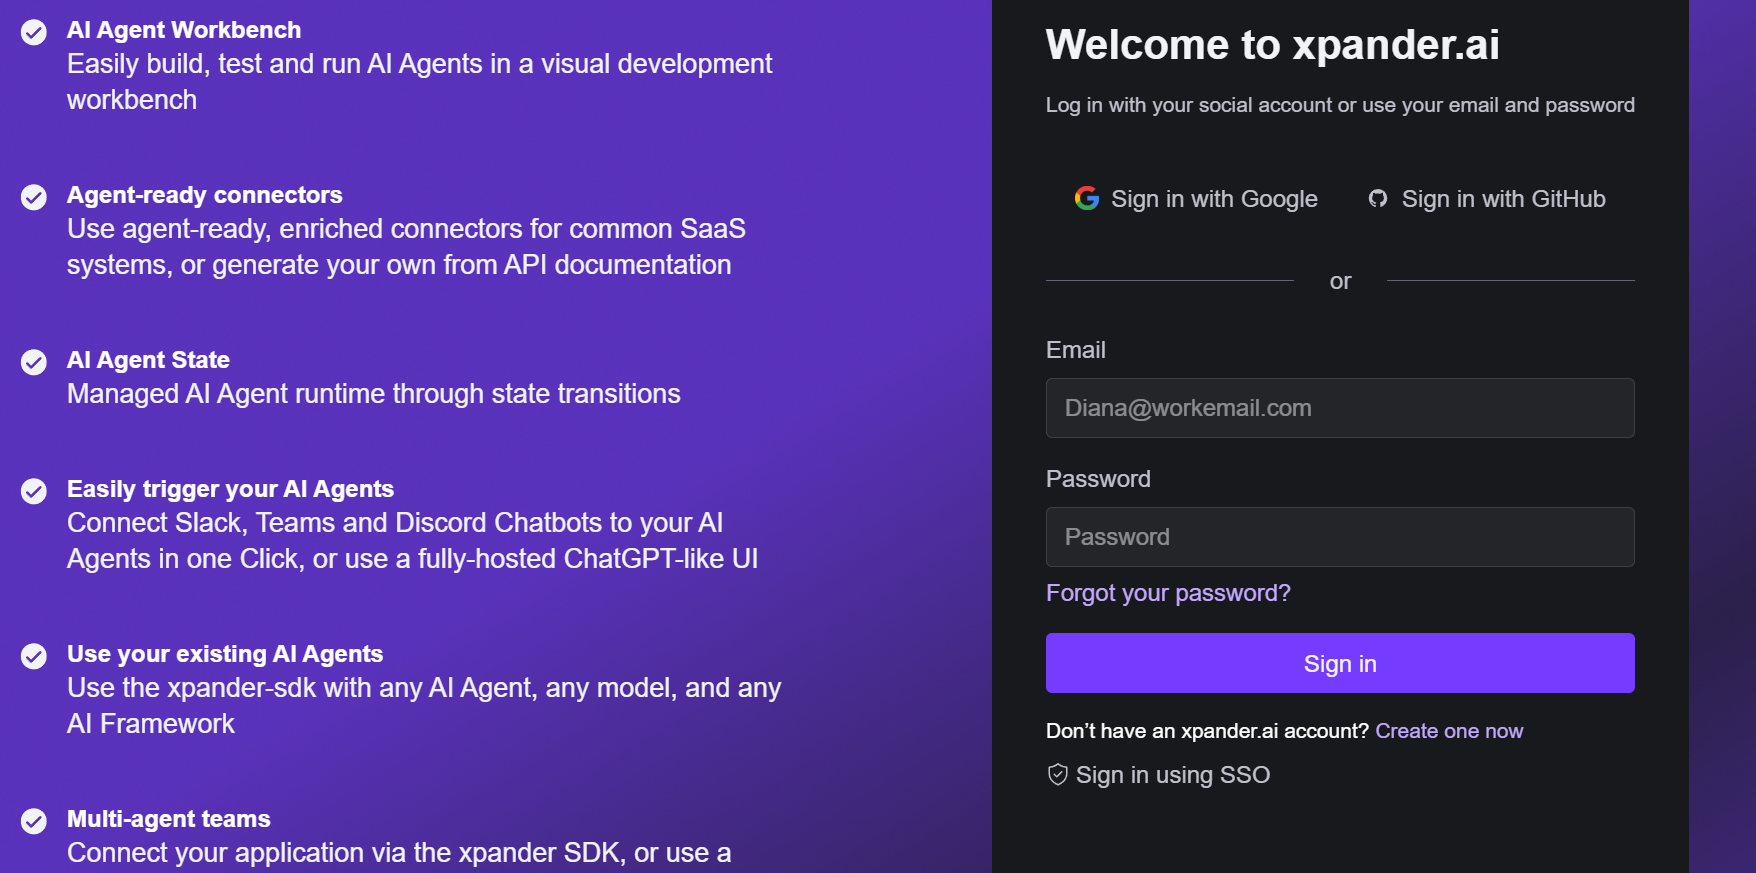 AI Agent Workbench
Easily build, test and run AI Agents in a visual development
workbench
Agent-ready connectors
Use agent-ready, enriched connectors for common SaaS
systems, or generate your own from API documentation
AI Agent State
Managed AI Agent runtime through state transitions
Easily trigger your AI Agents
Connect Slack, Teams and Discord Chatbots to your AI
Agents in one Click, or use a fully-hosted ChatGPT-like UI
Use your existing AI Agents
Use the xpander-sdk with any AI Agent, any model, and any
AI Framework
Multi-agent teams
Connect your application via the xpander SDK, or use a
Welcome to xpander.ai
Log in with your social account or use your email and password
Sign in with Google
Sign in with GitHub
or
Email
Diana@workemail.com
Password
Password
Forgot your password?
Sign in
Don’t have an xpander.ai account? Create one now
Sign in using SSO